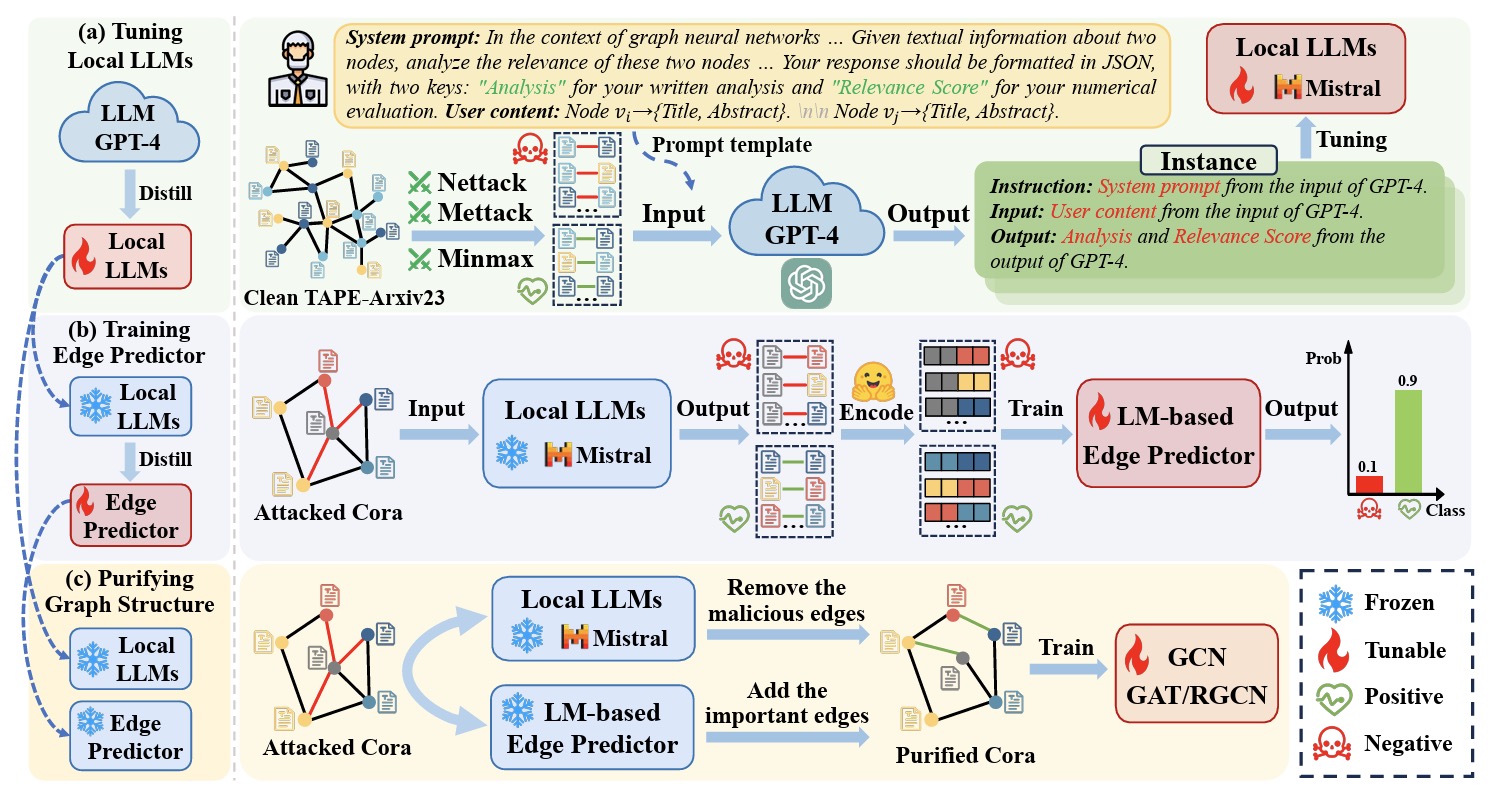 (a) Tuning
Local LLMs
LLM
GPT-4
Distill
Local
LLMs
System prompt: In the context of graph neural networks ... Given textual information about two
nodes, analyze the relevance of these two nodes ... Your response should be formatted in JSON,
with two keys: "Analysis" for your written analysis and "Relevance Score" for your numerical
evaluation. User content: Node vi→{Title, Abstract}. \n\n Node vj→{Title, Abstract}.
Clean TAPE-Arxiv23
Nettack
Mettack
Minmax
...
...
Prompt template
Input
LLM
GPT-4
Output
Local LLMs
Mistral
Tuning
Instance
Instruction: System prompt from the input of GPT-4.
Input: User content from the input of GPT-4.
Output: Analysis and Relevance Score from the
output of GPT-4.
(b) Training
Edge Predictor
Local
LLMs
Distill
Edge
Predictor
Attacked Cora
Input
Local LLMs
Mistral
Output
...
...
Encode
...
...
Train
LM-based
Edge Predictor
Output
Prob
0.1
0.9
Class
(c) Purifying
Graph Structure
Local
LLMs
Edge
Predictor
Attacked Cora
Local LLMs
Mistral
LM-based
Edge Predictor
Remove the
malicious edges
Add the
important edges
Purified Cora
Train
GCN
GAT/RGCN
Frozen
Tunable
Positive
Negative